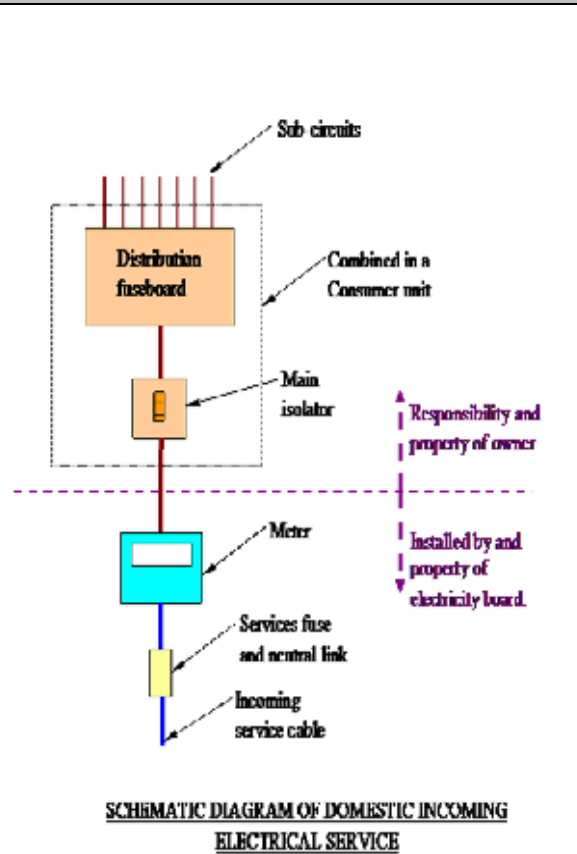 Sub circuits
Distribution
fuseboard
Combined in a
Consumer unit
Main
isolator
Responsibility and
property of owner
Meter
Installed by and
property of
electricity board.
Services fuse
and neutral link
Incoming
service cable
SCHEMATIC DIAGRAM OF DOMESTIC INCOMING
ELECTRICAL SERVICE